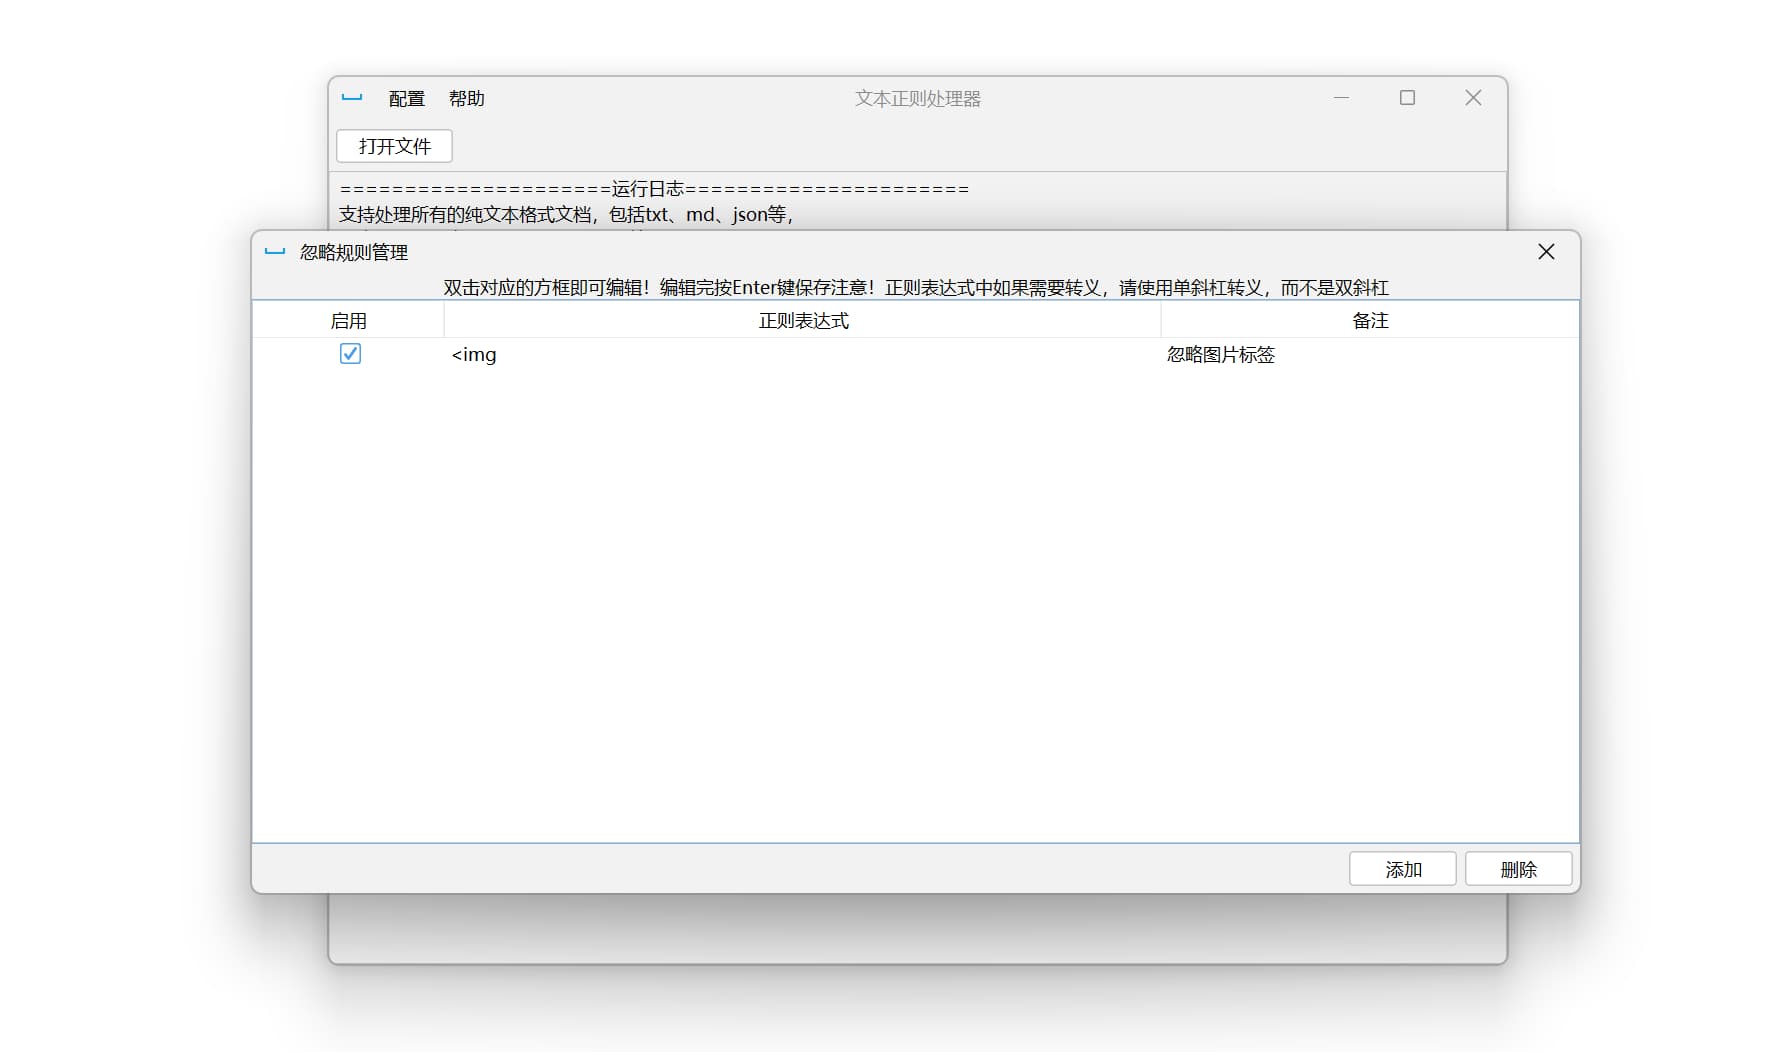 配置 帮助 文本正则处理器
打开文件
=====================运行日志======================
支持处理所有的纯文本格式文档，包括txt、md、json等，
忽略规则管理
双击对应的方框即可编辑！编辑完按Enter键保存注意！正则表达式中如果需要转义，请使用单斜杠转义，而不是双斜杠
启用 正则表达式 备注
<img 忽略图片标签
添加 删除